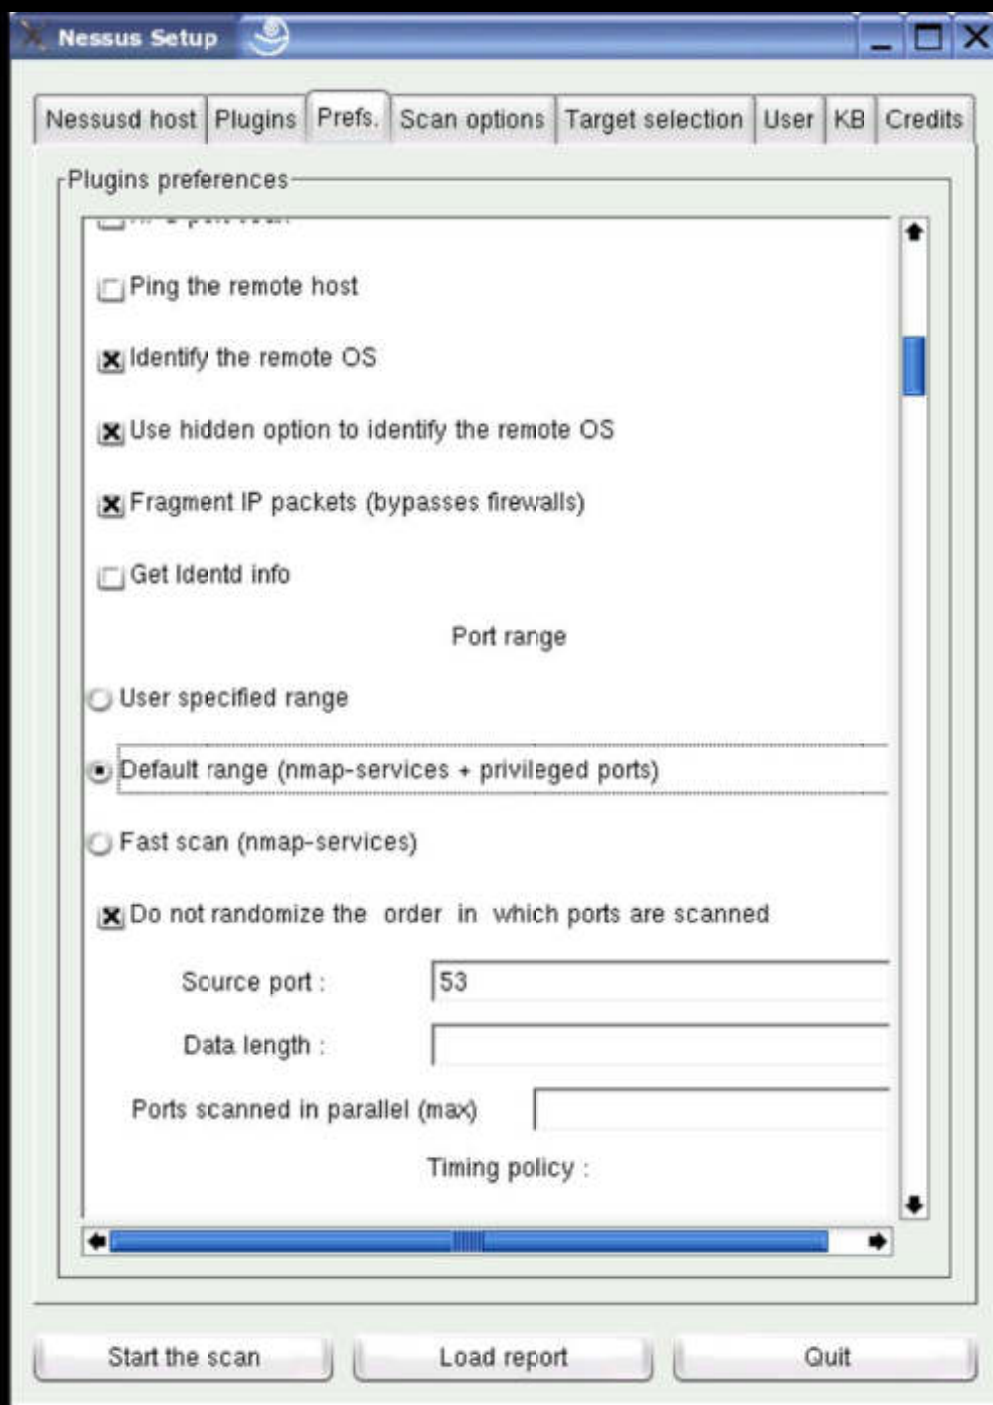 Nessus Setup
Nessusd host Plugins Prefs. Scan options Target selection User KB Credits
Plugins preferences
Ping the remote host
Identify the remote OS
Use hidden option to identify the remote OS
Fragment IP packets (bypasses firewalls)
Get Identd info
Port range
User specified range
Default range (nmap-services + privileged ports)
Fast scan (nmap-services)
Do not randomize the order in which ports are scanned
Source port : 53
Data length :
Ports scanned in parallel (max)
Timing policy :
Start the scan Load report Quit